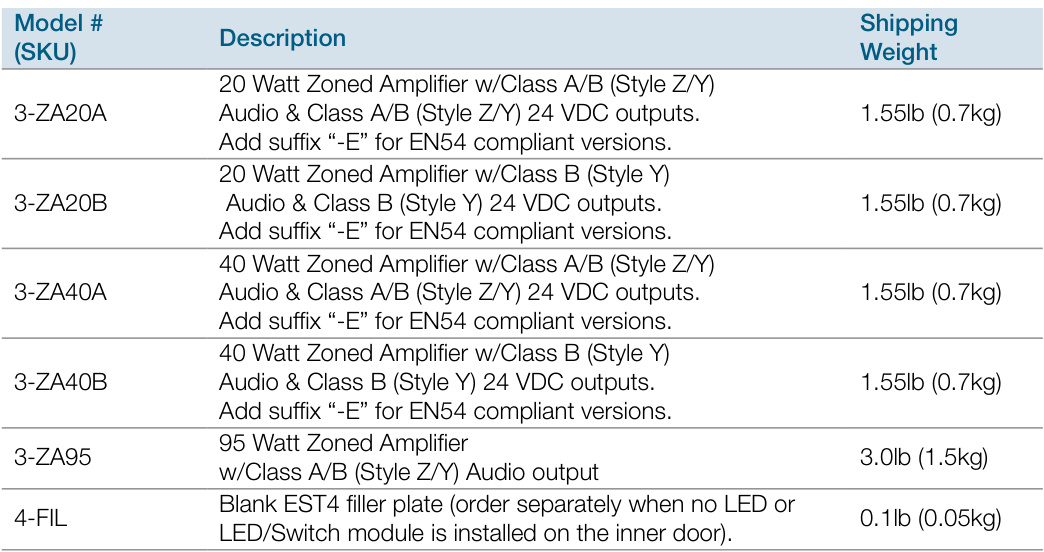 Model #
(SKU)
Description
Shipping
Weight
3-ZA20A
20 Watt Zoned Amplifier w/Class A/B (Style Z/Y)
Audio & Class A/B (Style Z/Y) 24 VDC outputs.
Add suffix “-E” for EN54 compliant versions.
1.55lb (0.7kg)
3-ZA20B
20 Watt Zoned Amplifier w/Class B (Style Y)
Audio & Class B (Style Y) 24 VDC outputs.
Add suffix “-E” for EN54 compliant versions.
1.55lb (0.7kg)
3-ZA40A
40 Watt Zoned Amplifier w/Class A/B (Style Z/Y)
Audio & Class A/B (Style Z/Y) 24 VDC outputs.
Add suffix “-E” for EN54 compliant versions.
1.55lb (0.7kg)
3-ZA40B
40 Watt Zoned Amplifier w/Class B (Style Y)
Audio & Class B (Style Y) 24 VDC outputs.
Add suffix “-E” for EN54 compliant versions.
1.55lb (0.7kg)
3-ZA95
95 Watt Zoned Amplifier
w/Class A/B (Style Z/Y) Audio output
3.0lb (1.5kg)
4-FIL
Blank EST4 filler plate (order separately when no LED or
LED/Switch module is installed on the inner door).
0.1lb (0.05kg)